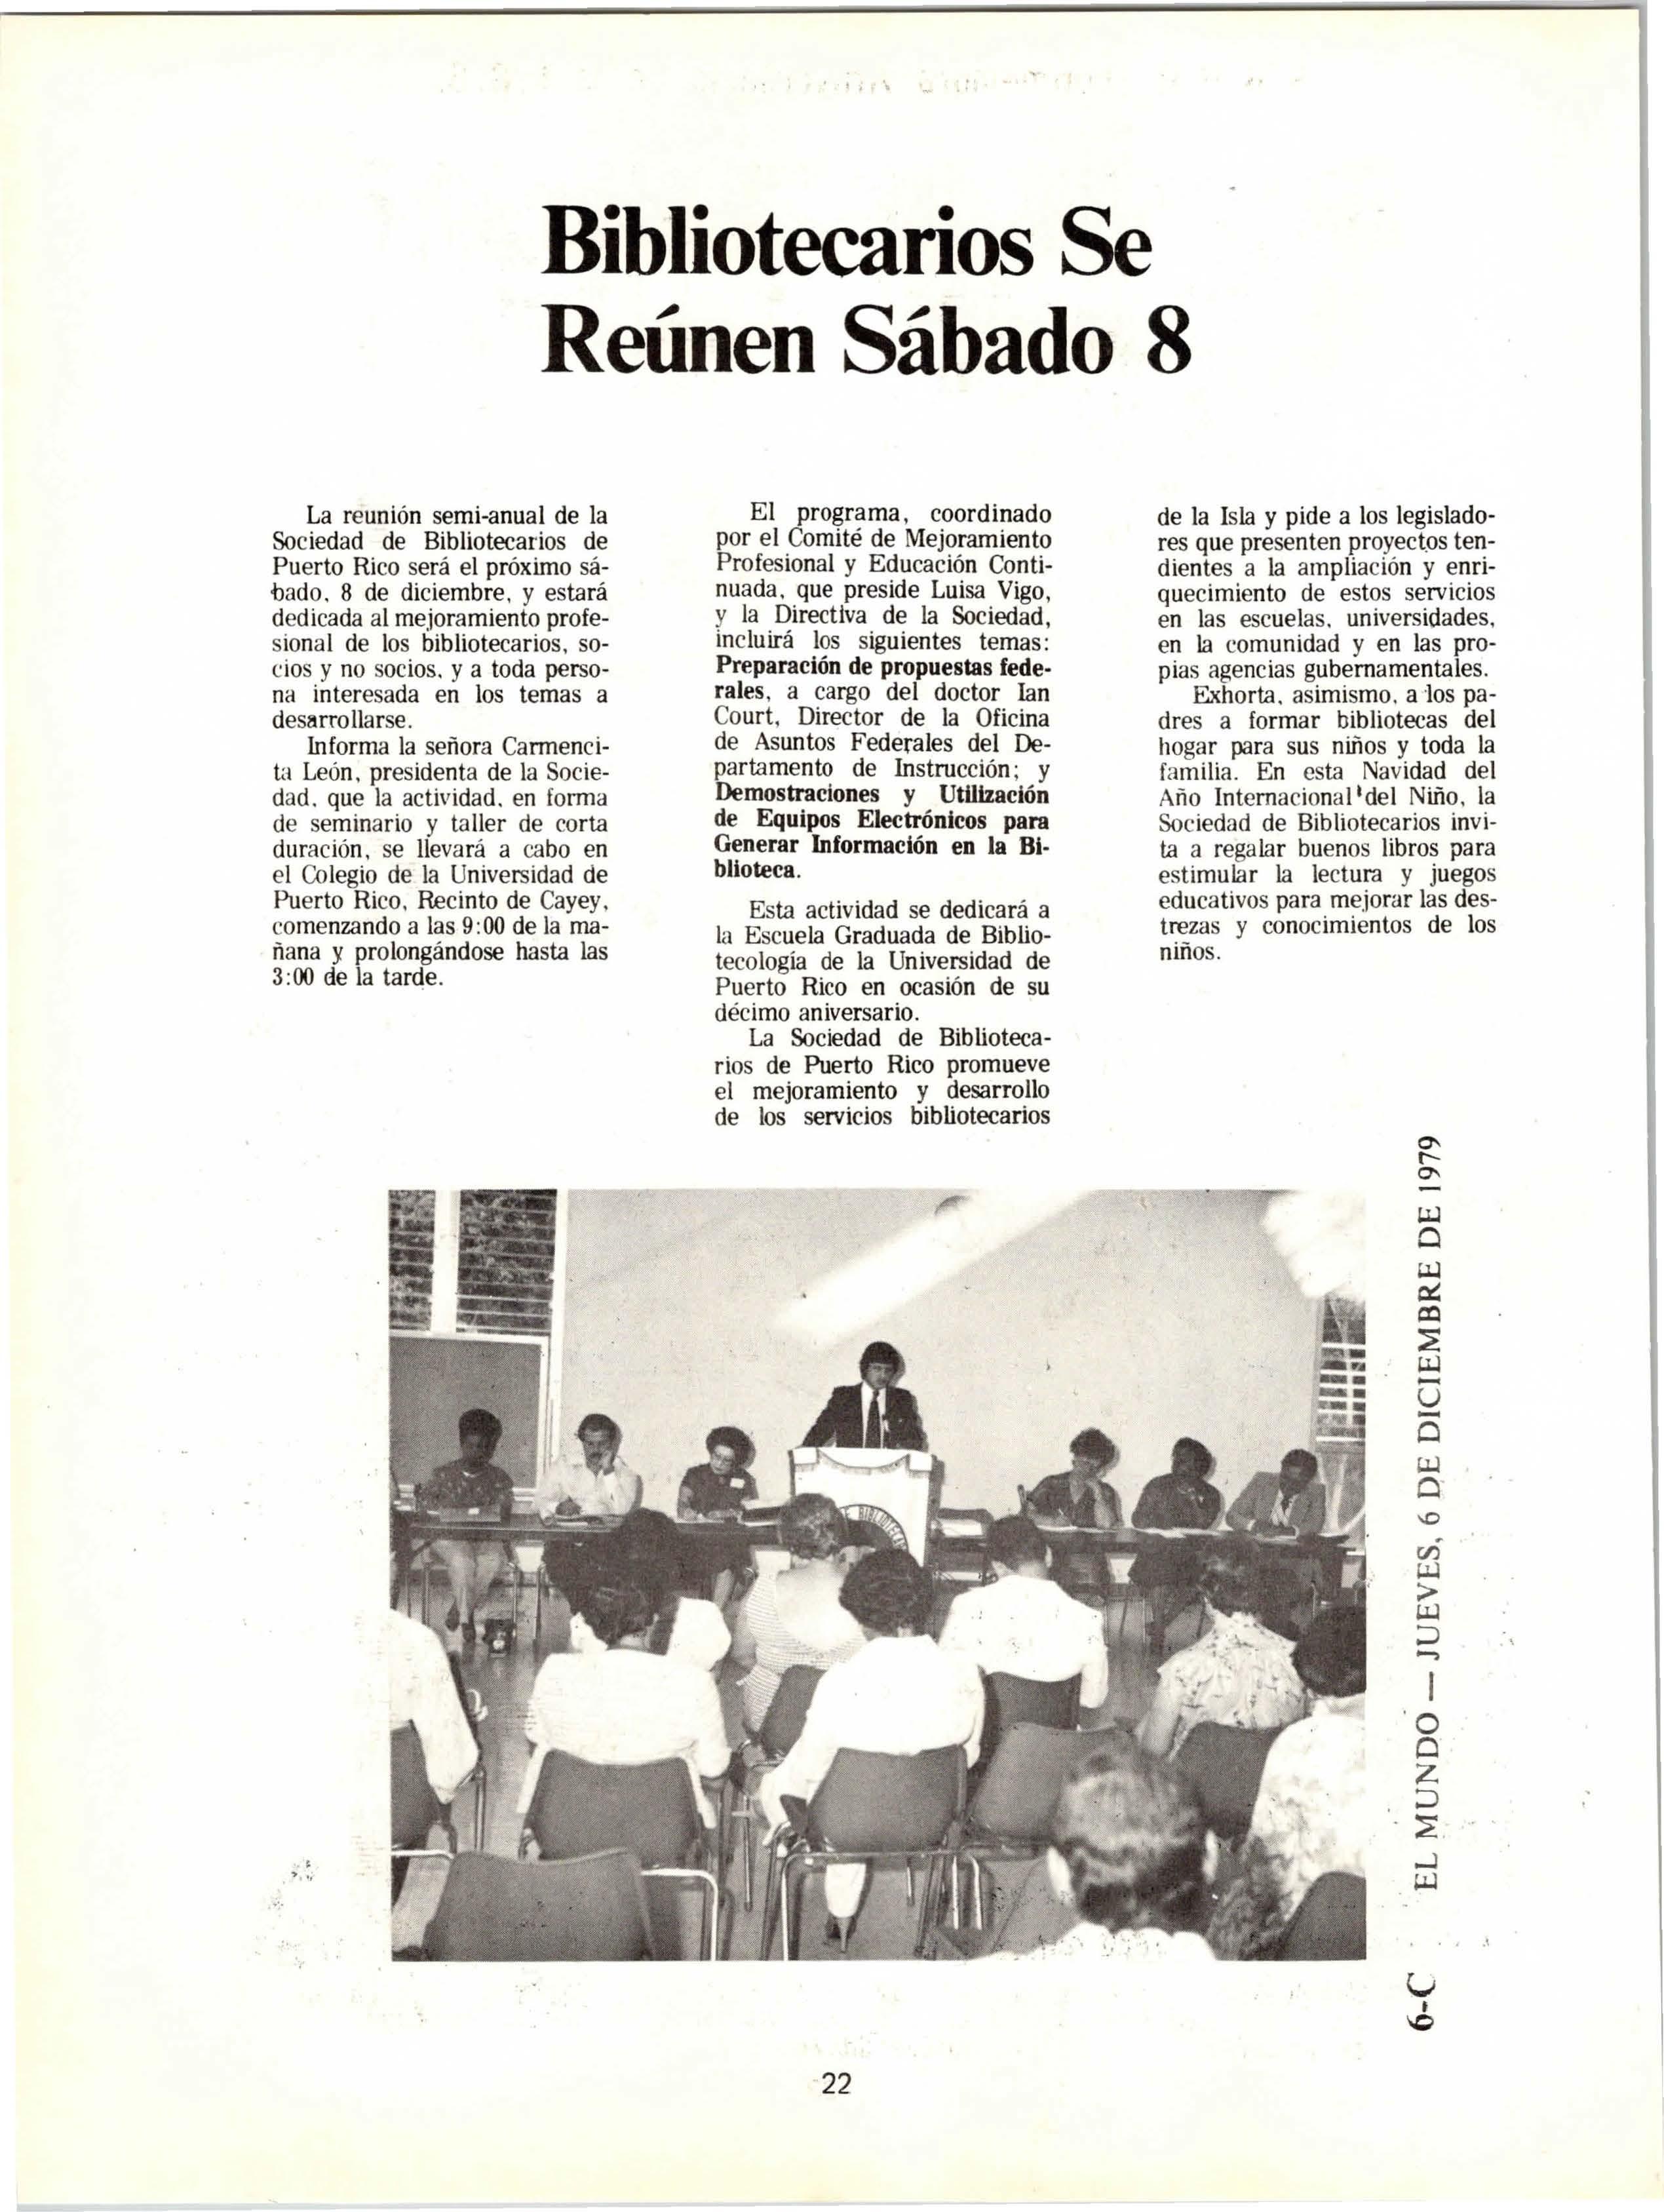 Bibliotecarios Se
Reúnen Sábado 8
La reunión semi-anual de la
Sociedad de Bibliotecarios de
Puerto Rico será el próximo sá-
bado, 8 de diciembre, y estará
dedicada al mejoramiento profe-
sional de los bibliotecarios, so-
cios y no socios, y a toda perso-
na interesada en los temas a
desarrollarse.
Informa la señora Carmenci-
ta León, presidenta de la Socie-
dad, que la actividad, en forma
de seminario y taller de corta
duración, se llevará a cabo en
el Colegio de la Universidad de
Puerto Rico, Recinto de Cayey,
comenzando a las 9:00 de la ma-
ñana y prolongándose hasta las
3:00 de la tarde.
El programa, coordinado
por el Comité de Mejoramiento
Profesional y Educación Conti-
nuada, que preside Luisa Vigo,
y la Directiva de la Sociedad,
incluirá los siguientes temas:
Preparación de propuestas fede-
rales, a cargo del doctor Ian
Court, Director de la Oficina
de Asuntos Federales del De-
partamento de Instrucción; y
Demostraciones y Utilización
de Equipos Electrónicos para
Generar Información en la Bi-
blioteca.
Esta actividad se dedicará a
la Escuela Graduada de Biblio-
tecología de la Universidad de
Puerto Rico en ocasión de su
décimo aniversario.
La Sociedad de Biblioteca-
rios de Puerto Rico promueve
el mejoramiento y desarrollo
de los servicios bibliotecarios
de la Isla y pide a los legislado-
res que presenten proyectos ten-
dientes a la ampliación y enri-
quecimiento de estos servicios
en las escuelas, universidades,
en la comunidad y en las pro-
pias agencias gubernamentales.
Exhorta, asimismo, a los pa-
dres a formar bibliotecas del
hogar para sus niños y toda la
familia. En esta Navidad del
Año Internacional del Niño, la
Sociedad de Bibliotecarios invi-
ta a regalar buenos libros para
estimular la lectura y juegos
educativos para mejorar las des-
trezas y conocimientos de los
niños.
6-C EL MUNDO — JUEVES, 6 DE DICIEMBRE DE 1979
DE BIBLIOTECA
22